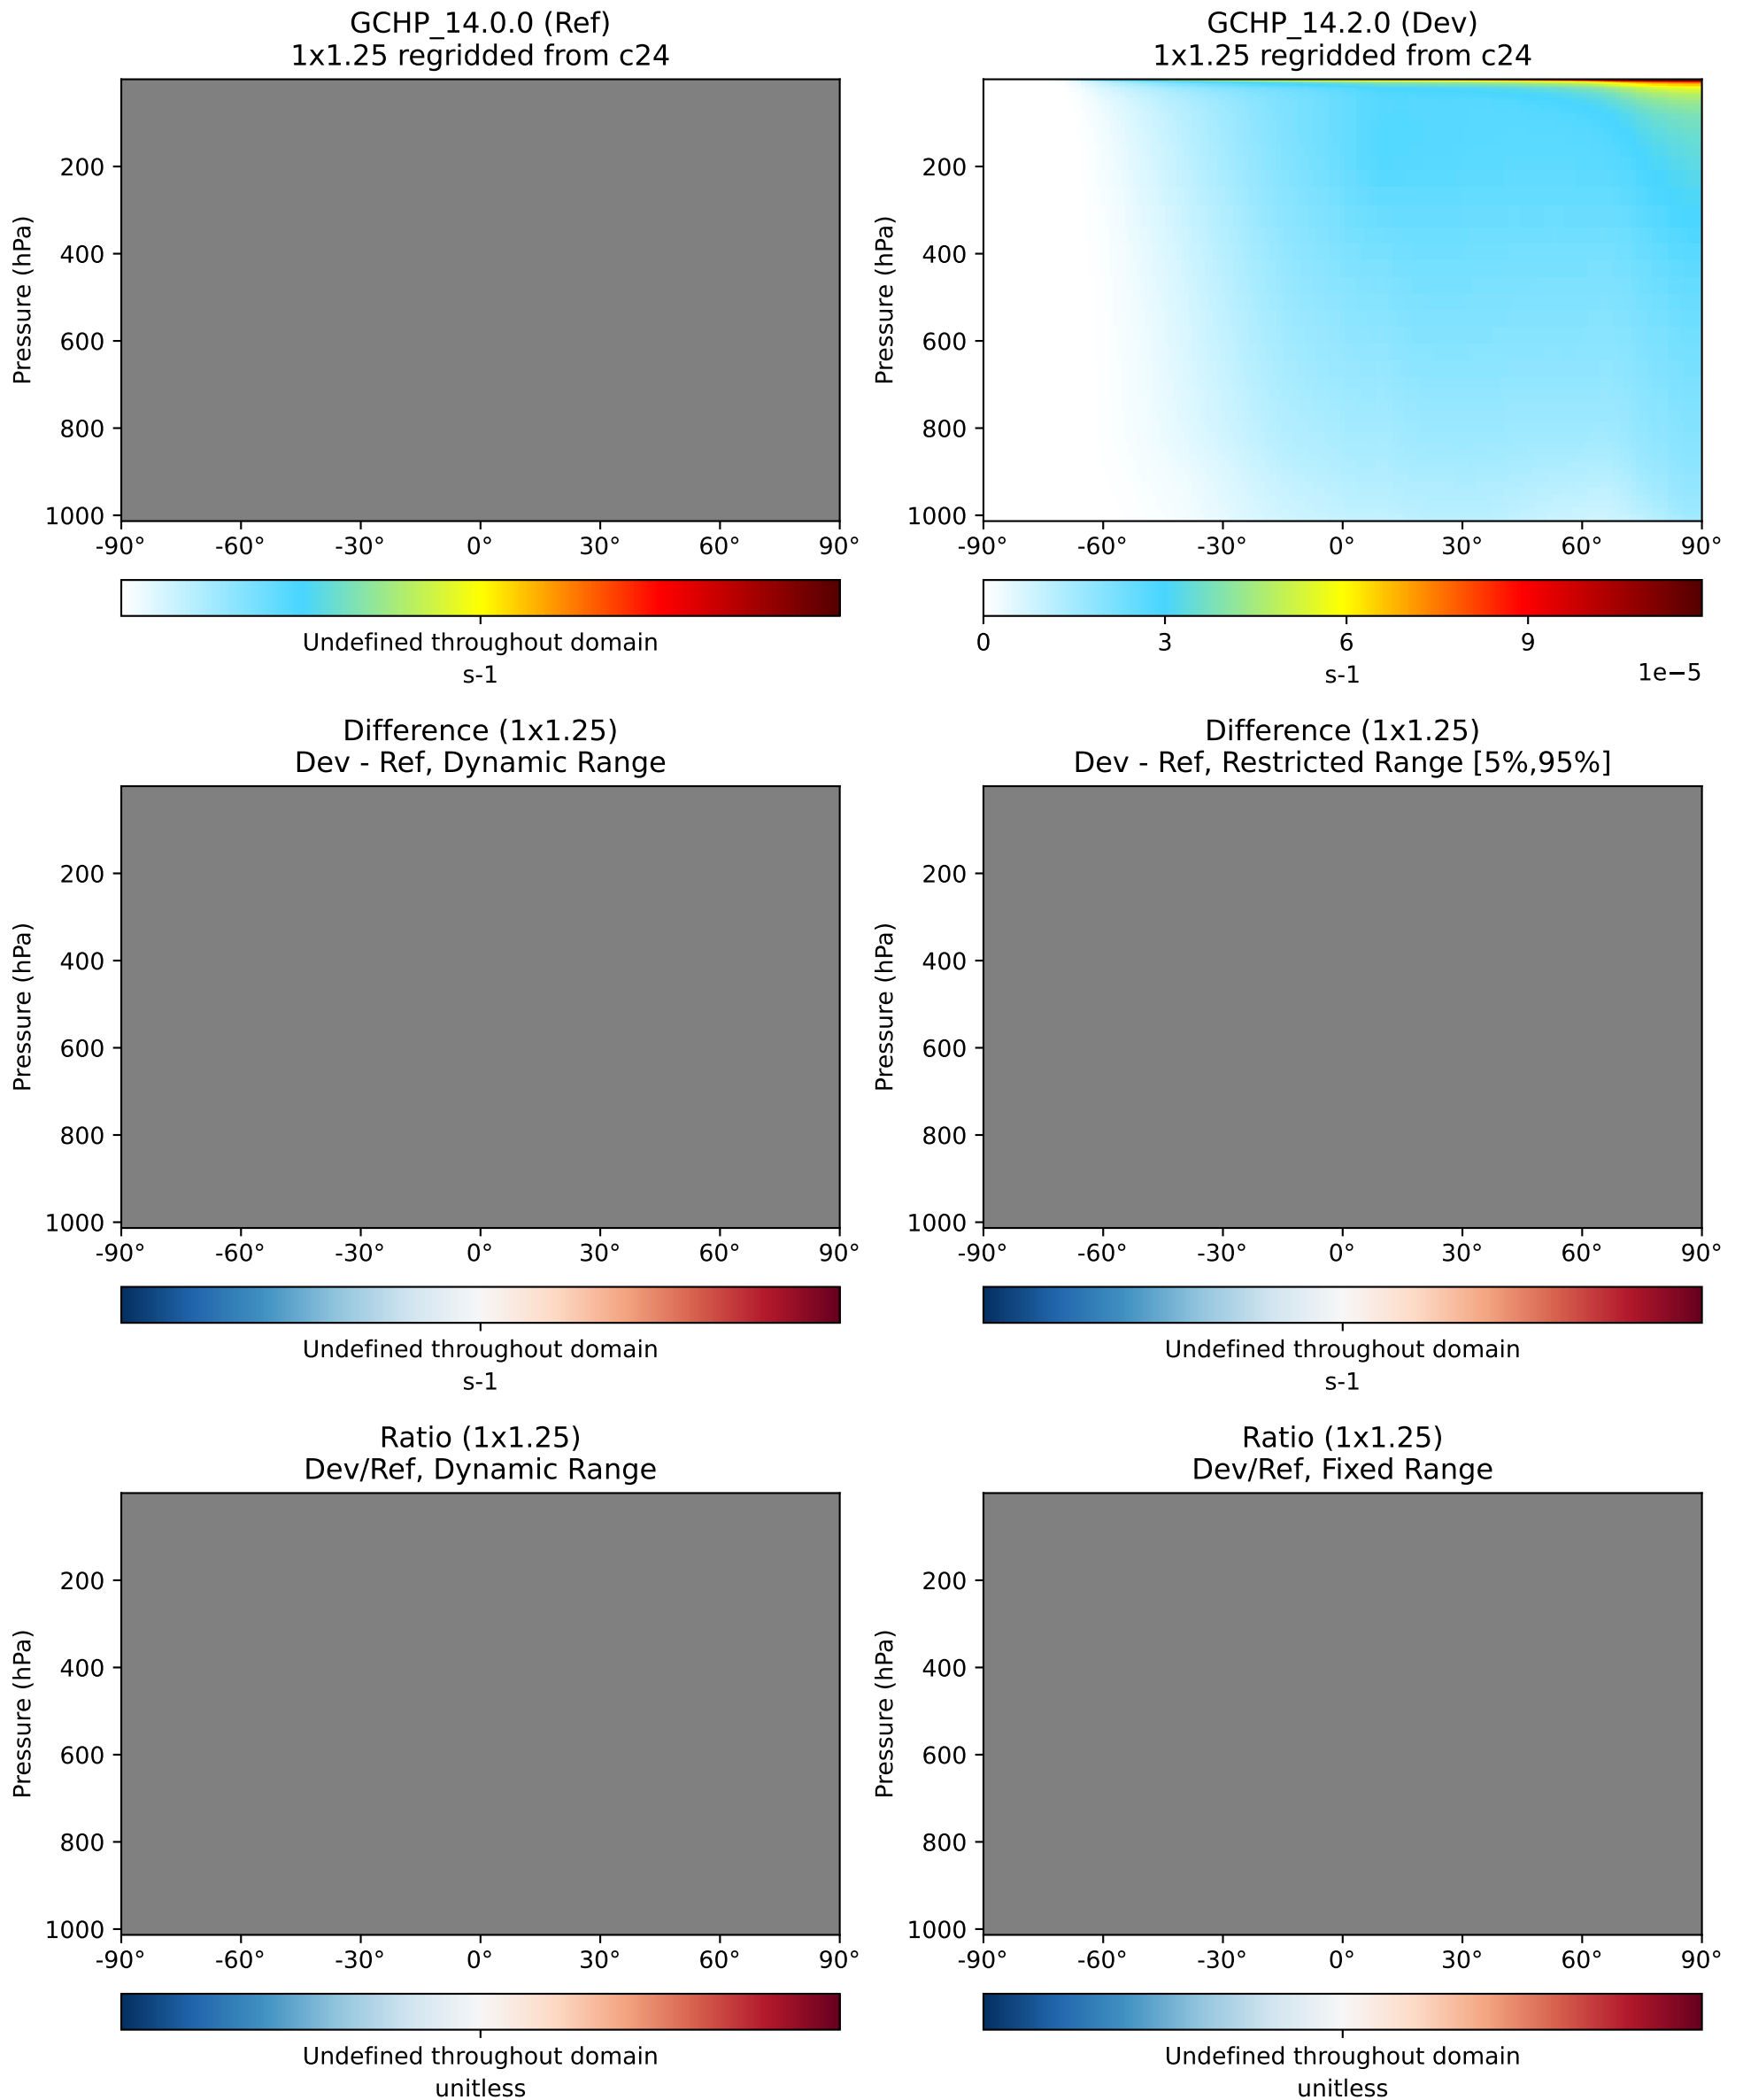 GCHP_14.0.0 (Ref)
1x1.25 regridded from c24
Pressure (hPa)
200
400
600
800
1000
-90° -60° -30° 0° 30° 60° 90°
Undefined throughout domain
s-1
GCHP_14.2.0 (Dev)
1x1.25 regridded from c24
Pressure (hPa)
200
400
600
800
1000
-90° -60° -30° 0° 30° 60° 90°
0 3 6 9
s-1
1e−5
Difference (1x1.25)
Dev - Ref, Dynamic Range
Pressure (hPa)
200
400
600
800
1000
-90° -60° -30° 0° 30° 60° 90°
Undefined throughout domain
s-1
Difference (1x1.25)
Dev - Ref, Restricted Range [5%,95%]
Pressure (hPa)
200
400
600
800
1000
-90° -60° -30° 0° 30° 60° 90°
Undefined throughout domain
s-1
Ratio (1x1.25)
Dev/Ref, Dynamic Range
Pressure (hPa)
200
400
600
800
1000
-90° -60° -30° 0° 30° 60° 90°
Undefined throughout domain
unitless
Ratio (1x1.25)
Dev/Ref, Fixed Range
Pressure (hPa)
200
400
600
800
1000
-90° -60° -30° 0° 30° 60° 90°
Undefined throughout domain
unitless